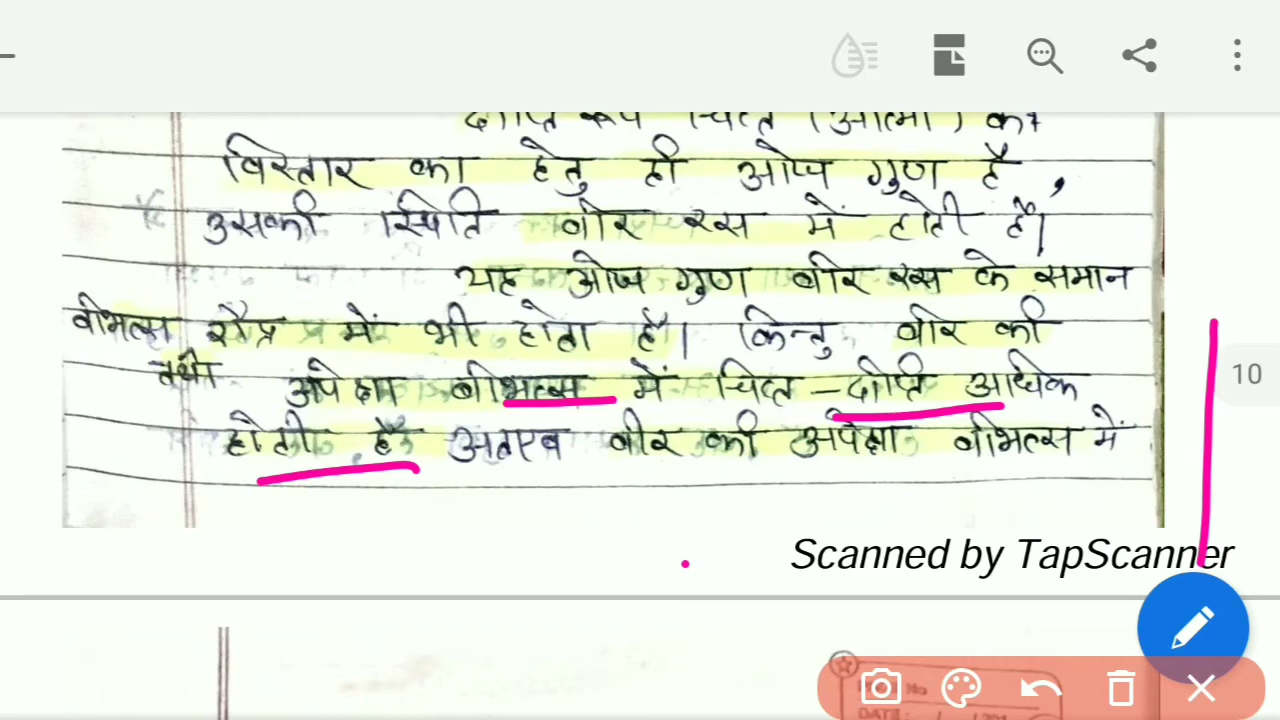 दीप्ति रूप चित्त (आत्मा) के
विस्तार का हेतु ही ओज गुण है,
उसकी स्थिति वीर रस में होती है।
यह ओज गुण वीर रस के समान
वीभत्स तथा रौद्र में भी होता है। किन्तु वीर की
अपेक्षा बीभत्स में चित्त - दीप्ति अधिक
होती है अतएव वीर की अपेक्षा वीभत्स में
10
Scanned by TapScanner